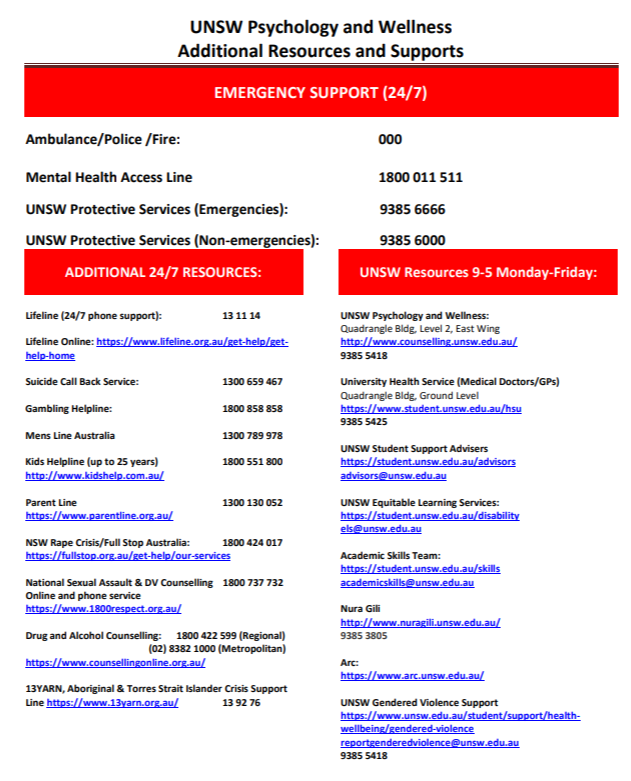 UNSW Psychology and Wellness
Additional Resources and Supports
EMERGENCY SUPPORT (24/7)
Ambulance/Police /Fire: 000
Mental Health Access Line 1800 011 511
UNSW Protective Services (Emergencies): 9385 6666
UNSW Protective Services (Non-emergencies): 9385 6000
ADDITIONAL 24/7 RESOURCES:
Lifeline (24/7 phone support): 13 11 14
Lifeline Online: https://www.lifeline.org.au/get-help/get-
help-home
Suicide Call Back Service: 1300 659 467
Gambling Helpline: 1800 858 858
Mens Line Australia 1300 789 978
Kids Helpline (up to 25 years) 1800 551 800
http://www.kidshelp.com.au/
Parent Line 1300 130 052
https://www.parentline.org.au/
NSW Rape Crisis/Full Stop Australia: 1800 424 017
https://fullstop.org.au/get-help/our-services
National Sexual Assault & DV Counselling 1800 737 732
Online and phone service
https://www.1800respect.org.au/
Drug and Alcohol Counselling: 1800 422 599 (Regional)
(02) 8382 1000 (Metropolitan)
https://www.counsellingonline.org.au/
13YARN, Aboriginal & Torres Strait Islander Crisis Support
Line https://www.13yarn.org.au/ 13 92 76
UNSW Resources 9-5 Monday-Friday:
UNSW Psychology and Wellness:
Quadrangle Bldg, Level 2, East Wing
http://www.counselling.unsw.edu.au/
9385 5418
University Health Service (Medical Doctors/GPs)
Quadrangle Bldg, Ground Level
https://www.student.unsw.edu.au/hsu
9385 5425
UNSW Student Support Advisers
https://student.unsw.edu.au/advisors
advisors@unsw.edu.au
UNSW Equitable Learning Services:
https://student.unsw.edu.au/disability
els@unsw.edu.au
Academic Skills Team:
https://student.unsw.edu.au/skills
academicskills@unsw.edu.au
Nura Gili
http://www.nuragili.unsw.edu.au/
9385 3805
Arc:
https://www.arc.unsw.edu.au/
UNSW Gendered Violence Support
https://www.unsw.edu.au/student/support/health-
wellbeing/gendered-violence
reportgenderedviolence@unsw.edu.au
9385 5418